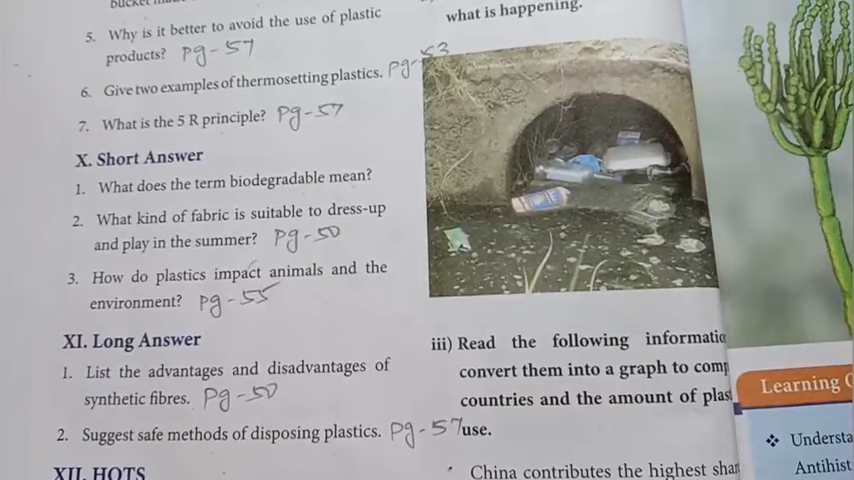 5. Why is it better to avoid the use of plastic
products? Pg-57
6. Give two examples of thermosetting plastics. Pg-53
7. What is the 5 R principle? Pg-57
X. Short Answer
1. What does the term biodegradable mean?
2. What kind of fabric is suitable to dress-up
and play in the summer? Pg-50
3. How do plastics impact animals and the
environment? Pg-55
XI. Long Answer
1. List the advantages and disadvantages of
synthetic fibres. Pg-50
2. Suggest safe methods of disposing plastics. Pg-57
XII. HOTS
what is happening.
iii) Read the following informatio
convert them into a graph to comp
countries and the amount of plas
use.
China contributes the highest shar
Learning
❖ Understa
Antihist